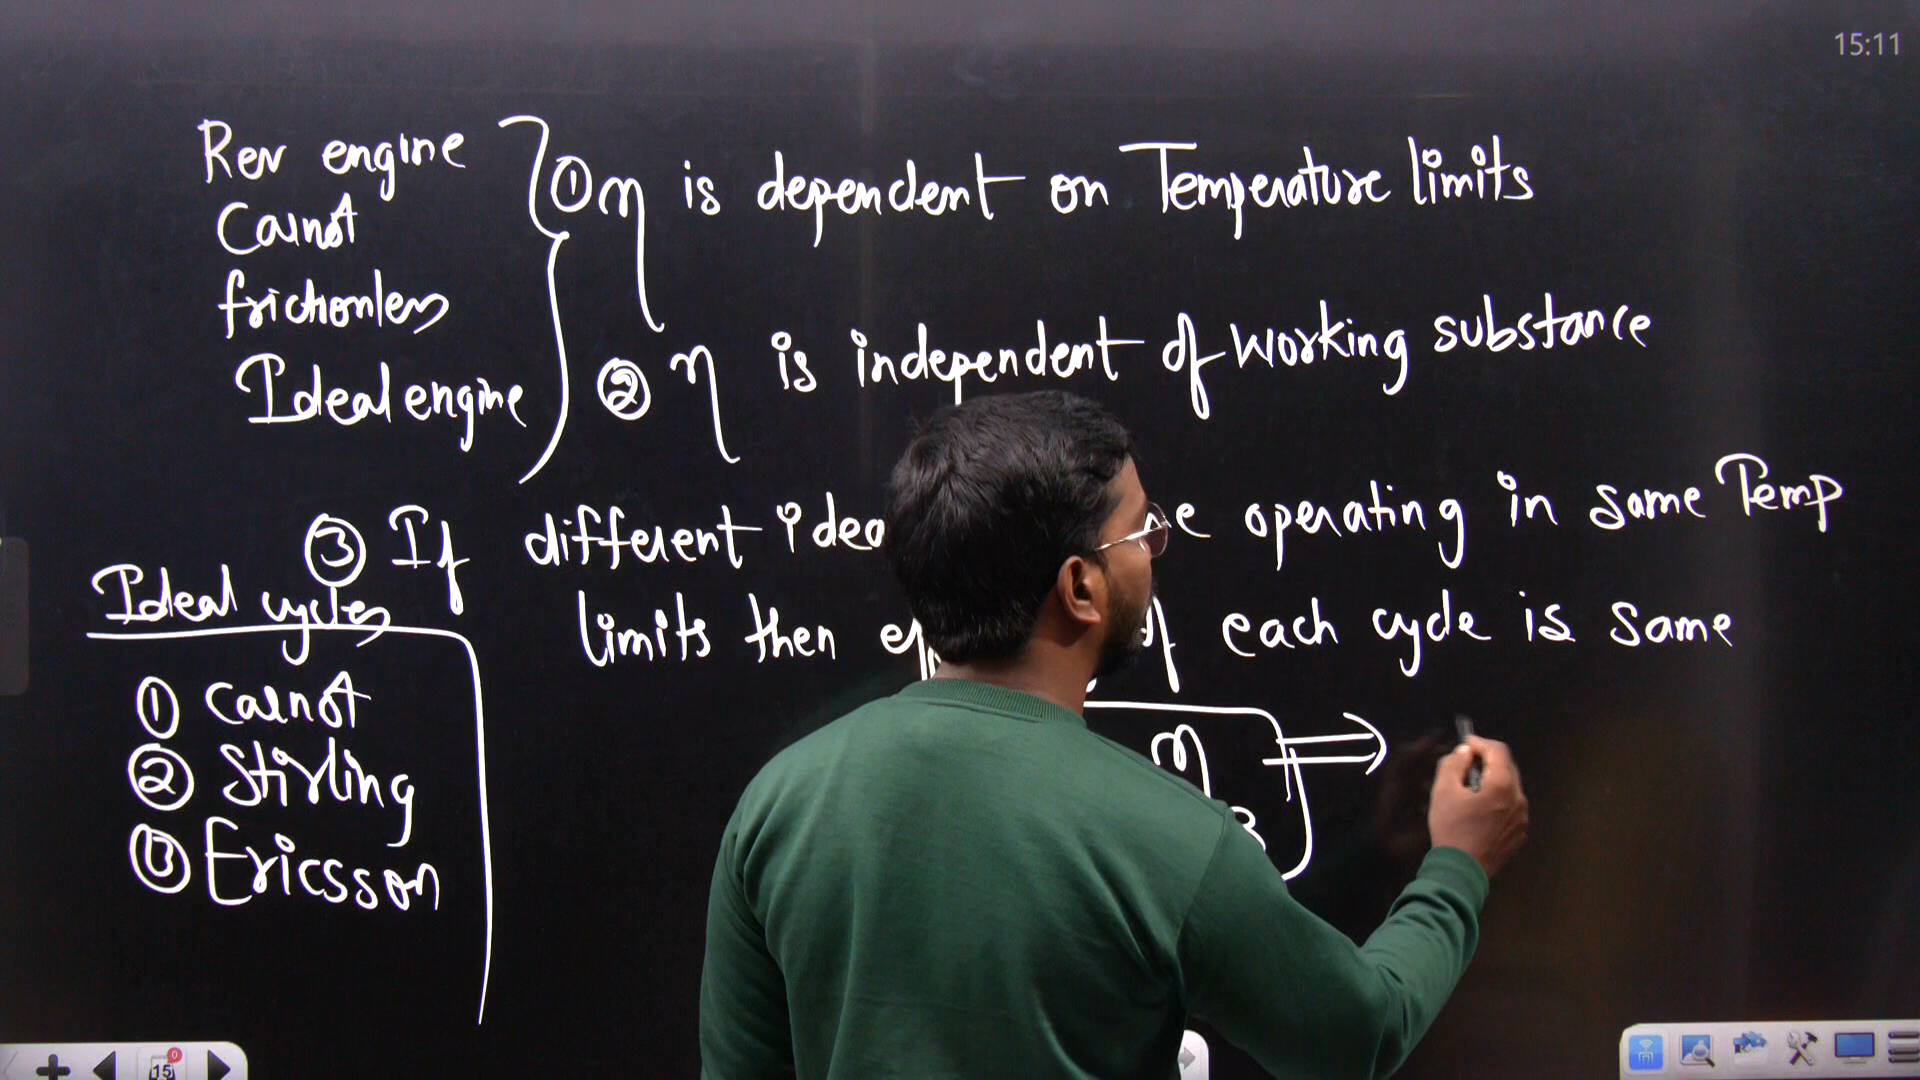 15:11
Rev engine
Carnot
frictionless
Ideal engine
① η is dependent on Temperature limits
② η is independent of working substance
③ If different operating in same Temp
limits then each cycle is same
η
Ideal cycles
① Carnot
② Stirling
③ Ericsson
15
0